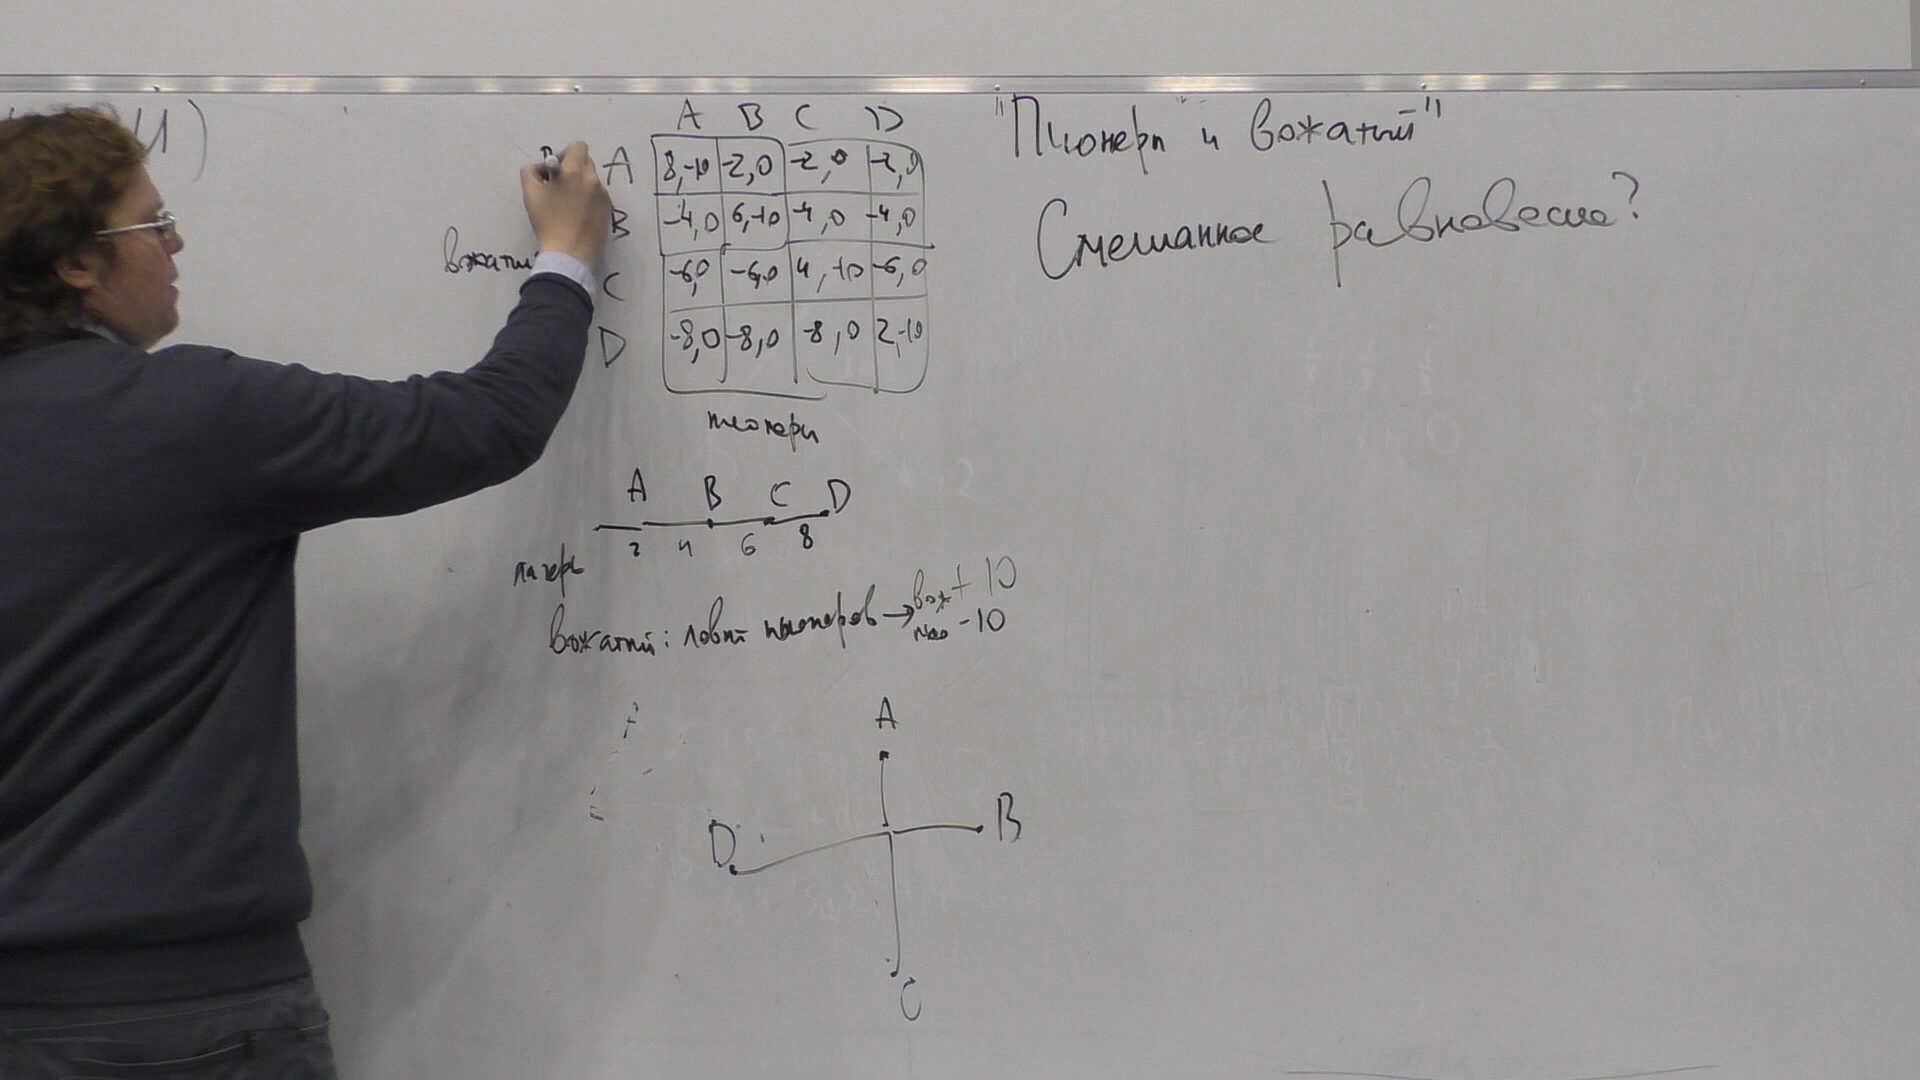 A B C D
"Пионеры и вожатый"
A 8,-10 -2,0 -2,0 -2,0
Смешанное равновесие?
B -4,0 6,-10 -4,0 -4,0
вожатый
C -6,0 -6,0 4,-10 -6,0
D -8,0 -8,0 -8,0 2,-10
пионеры
A B C D
2 4 6 8
лагерь
вожатый: ловит пионеров → вож +10
пио -10
A
D B
C